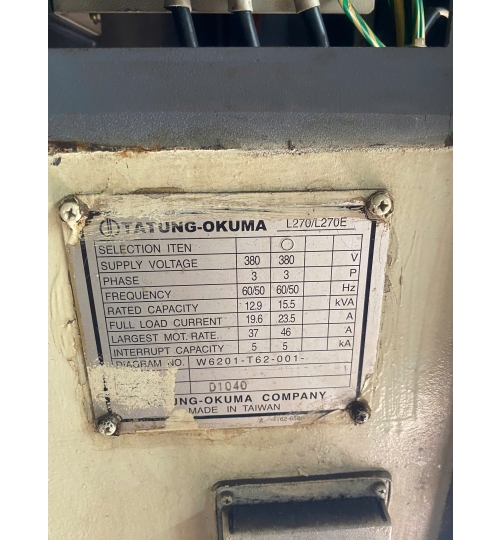 TATUNG-OKUMA L270/L270E
SELECTION ITEN
SUPPLY VOLTAGE 380 380 V
PHASE 3 3 P
FREQUENCY 60/50 60/50 Hz
RATED CAPACITY 12.9 15.5 kVA
FULL LOAD CURRENT 19.6 23.5 A
LARGEST MOT. RATE. 37 46 A
INTERRUPT CAPACITY 5 5 kA
DIAGRAM NO. W6201-T62-001-
D1040
UNG-OKUMA COMPANY
MADE IN TAIWAN